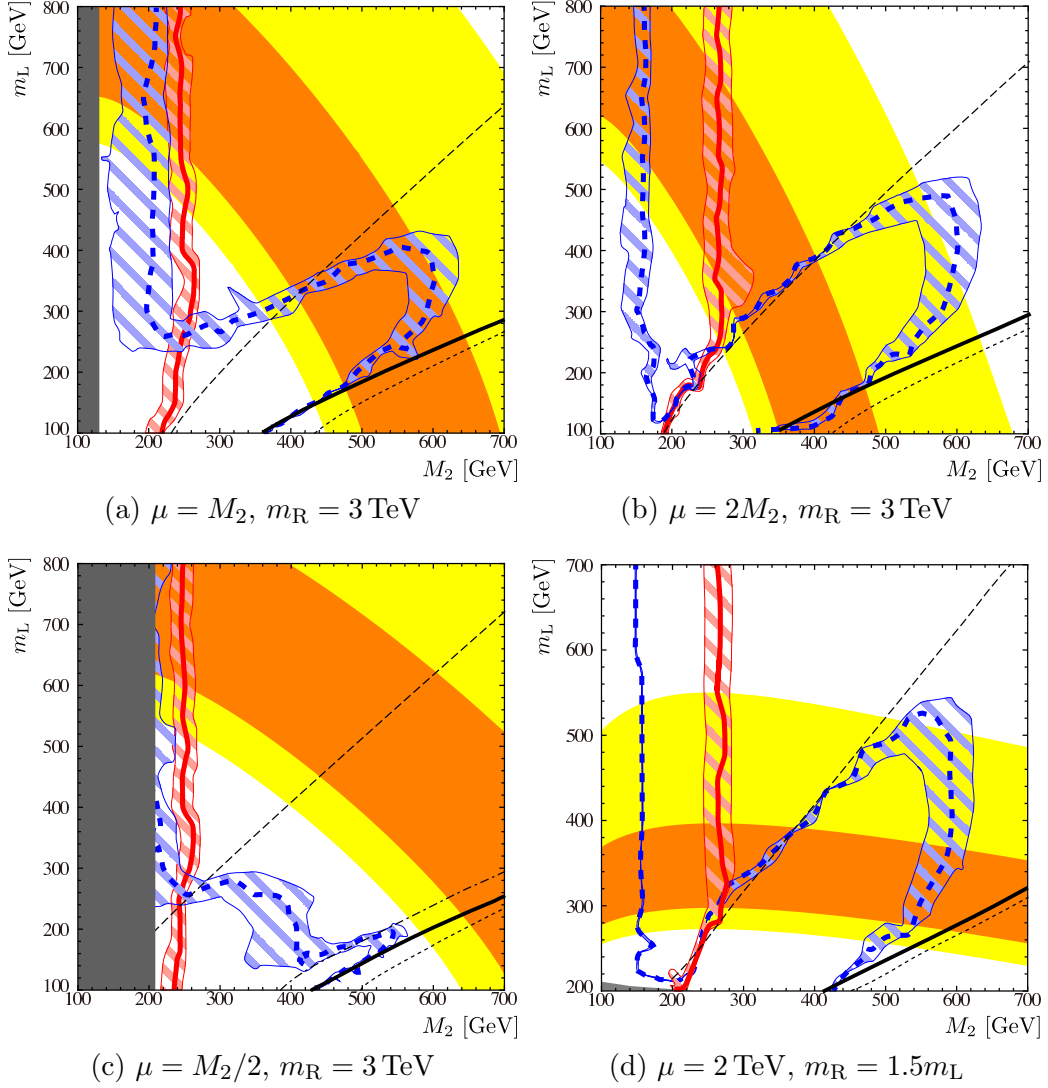 800
700
600
500
400
300
200
100
m_L [GeV]
100 200 300 400 500 600 700
M_2 [GeV]
(a) μ = M_2, m_R = 3 TeV
800
700
600
500
400
300
200
100
m_L [GeV]
100 200 300 400 500 600 700
M_2 [GeV]
(b) μ = 2M_2, m_R = 3 TeV
800
700
600
500
400
300
200
100
m_L [GeV]
100 200 300 400 500 600 700
M_2 [GeV]
(c) μ = M_2/2, m_R = 3 TeV
700
600
500
400
300
200
m_L [GeV]
100 200 300 400 500 600 700
M_2 [GeV]
(d) μ = 2 TeV, m_R = 1.5m_L